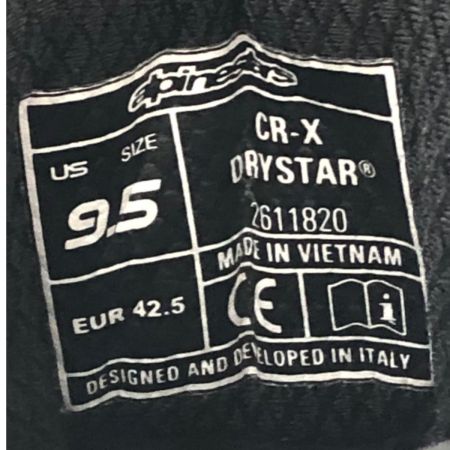 alpinestars
US SIZE
9.5
EUR 42.5
CR-X
DRYSTAR®
2611820
MADE IN VIETNAM
CE
i
DESIGNED AND DEVELOPED IN ITALY